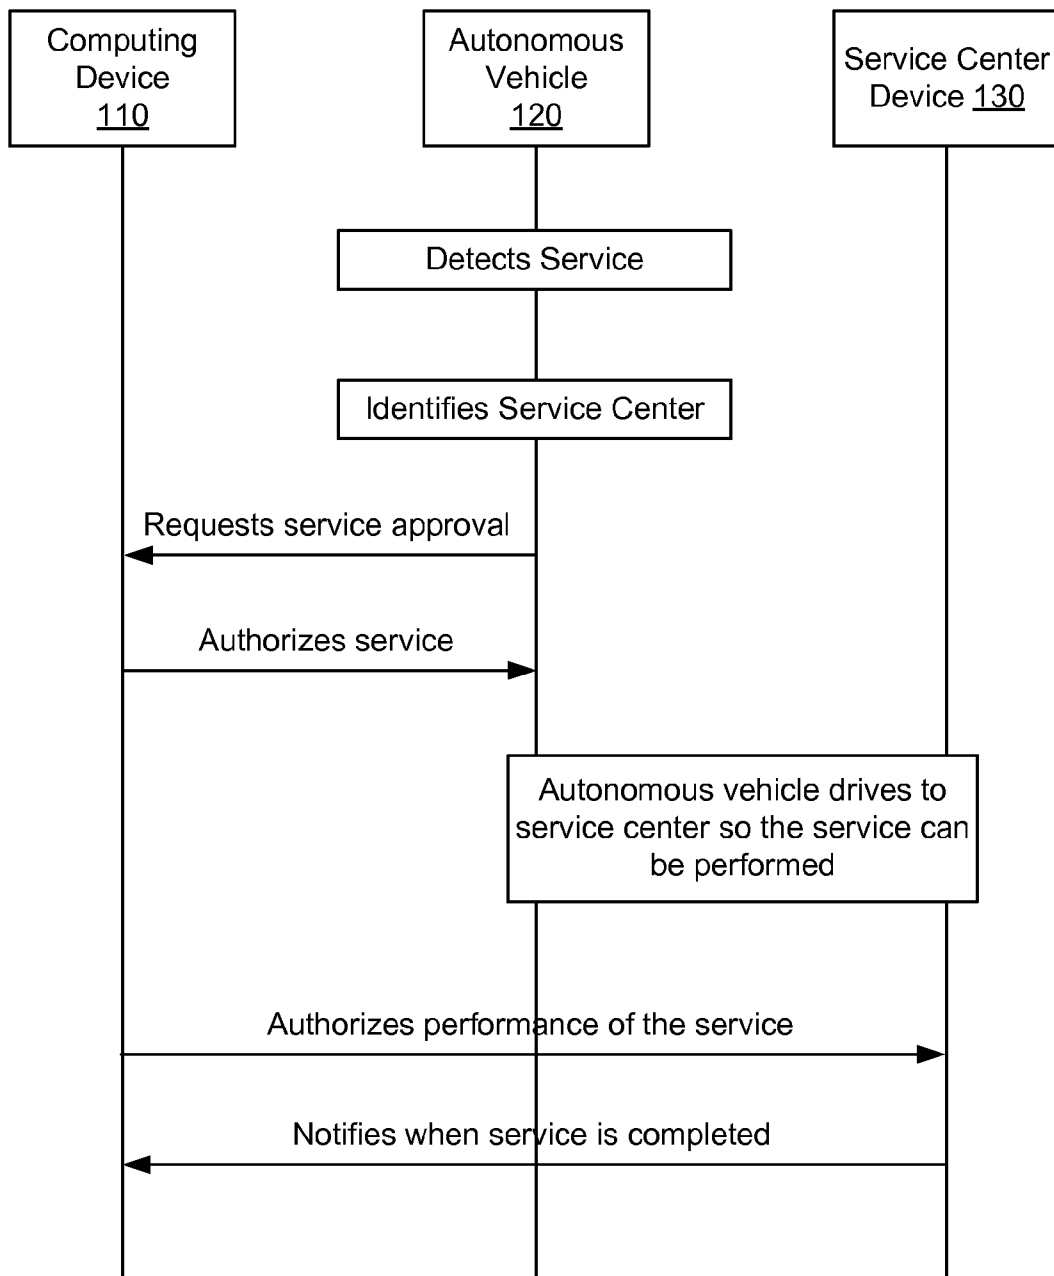 Computing
Device
110
Autonomous
Vehicle
120
Service Center
Device 130
Detects Service
Identifies Service Center
Requests service approval
Authorizes service
Autonomous vehicle drives to
service center so the service can
be performed
Authorizes performance of the service
Notifies when service is completed